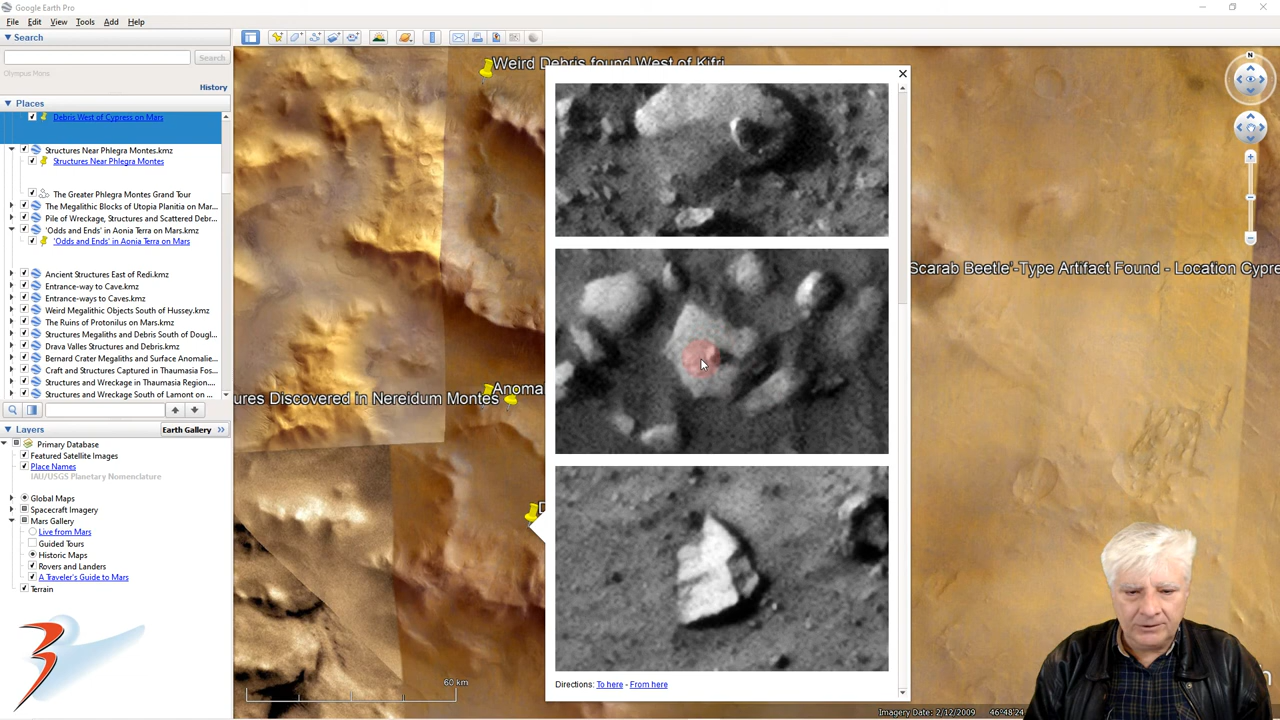 Google Earth Pro
File Edit View Tools Add Help
Search
Search
Olympus Mons
History
Places
Debris West of Cypress on Mars
Structures Near Phlegra Montes.kmz
Structures Near Phlegra Montes
The Greater Phlegra Montes Grand Tour
The Megalithic Blocks of Utopia Planitia on Mar...
Pile of Wreckage, Structures and Scattered Debr...
'Odds and Ends' in Aonia Terra on Mars.kmz
'Odds and Ends' in Aonia Terra on Mars
Ancient Structures East of Redi.kmz
Entrance-way to Cave.kmz
Entrance-ways to Caves.kmz
Weird Megalithic Objects South of Hussey.kmz
The Ruins of Protonilus on Mars.kmz
Structures Megaliths and Debris South of Dougl...
Drava Valles Structures and Debris.kmz
Bernard Crater Megaliths and Surface Anomalie...
Craft and Structures Captured in Thaumasia Fos...
Structures and Wreckage in Thaumasia Region....
Structures and Wreckage South of Lamont on ...
Layers
Earth Gallery >>
Primary Database
Featured Satellite Images
Place Names
IAU/USGS Planetary Nomenclature
Global Maps
Spacecraft Imagery
Mars Gallery
Live from Mars
Guided Tours
Historic Maps
Rovers and Landers
A Traveler's Guide to Mars
Terrain
Weird Debris found West of Kifri
Scarab Beetle'-Type Artifact Found - Location Cypre
Anoma
ures Discovered in Nereidum Montes
D
60 km
Directions: To here - From here
N
Imagery Date: 2/12/2009 46°48'24